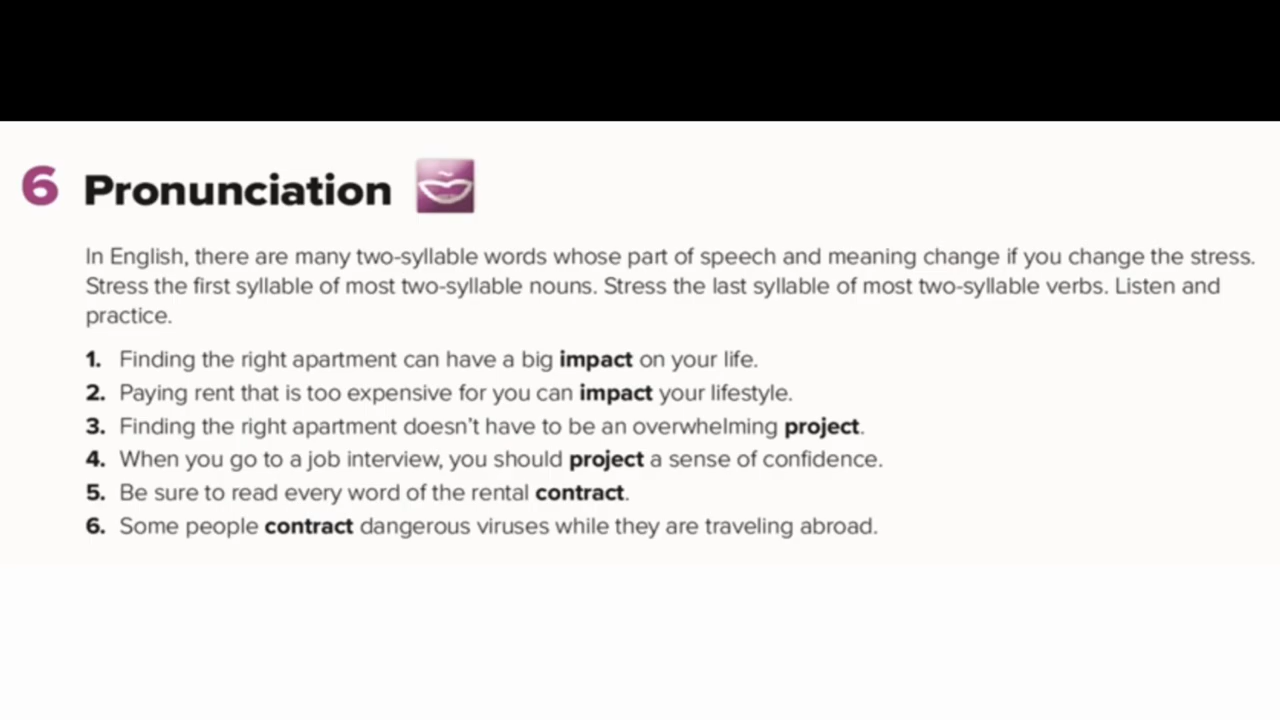 6 Pronunciation
In English, there are many two-syllable words whose part of speech and meaning change if you change the stress.
Stress the first syllable of most two-syllable nouns. Stress the last syllable of most two-syllable verbs. Listen and
practice.
1. Finding the right apartment can have a big impact on your life.
2. Paying rent that is too expensive for you can impact your lifestyle.
3. Finding the right apartment doesn't have to be an overwhelming project.
4. When you go to a job interview, you should project a sense of confidence.
5. Be sure to read every word of the rental contract.
6. Some people contract dangerous viruses while they are traveling abroad.